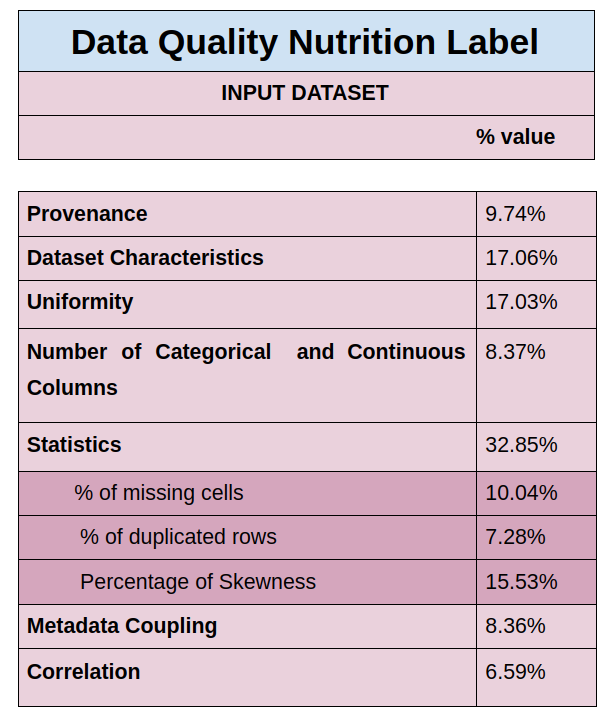 Data Quality Nutrition Label
INPUT DATASET
% value
Provenance 9.74%
Dataset Characteristics 17.06%
Uniformity 17.03%
Number of Categorical and Continuous 8.37%
Columns
Statistics 32.85%
% of missing cells 10.04%
% of duplicated rows 7.28%
Percentage of Skewness 15.53%
Metadata Coupling 8.36%
Correlation 6.59%